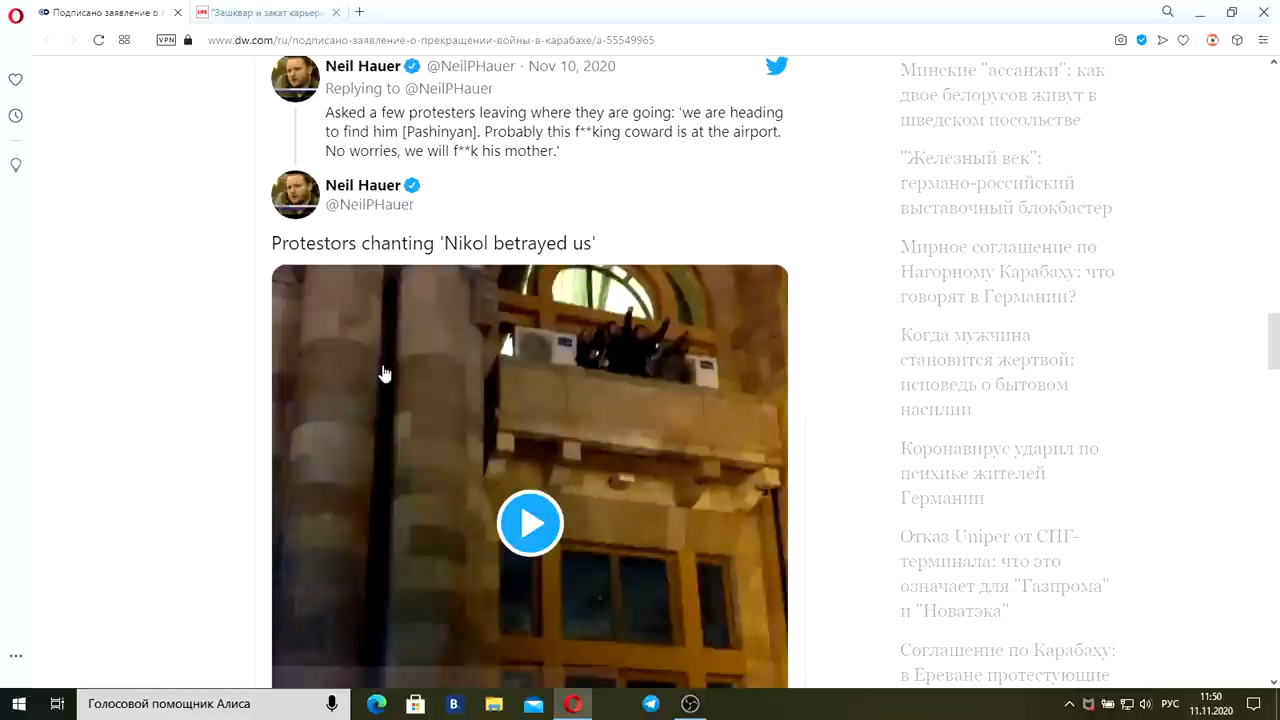 Подписано заявление о п
"Зашквар и закат карьеры
VPN
www.dw.com/ru/подписано-заявление-о-прекращении-войны-в-карабахе/a-55549965
Neil Hauer @NeilPHauer · Nov 10, 2020
Replying to @NeilPHauer
Asked a few protesters leaving where they are going: 'we are heading
to find him [Pashinyan]. Probably this f**king coward is at the airport.
No worries, we will f**k his mother.'
Neil Hauer
@NeilPHauer
Protestors chanting 'Nikol betrayed us'
Минские "ассанжи": как
двое белорусов живут в
шведском посольстве
"Железный век":
германо-российский
выставочный блокбастер
Мирное соглашение по
Нагорному Карабаху: что
говорят в Германии?
Когда мужчина
становится жертвой:
исповедь о бытовом
насилии
Коронавирус ударил по
психике жителей
Германии
Отказ Uniper от СПГ-
терминала: что это
означает для "Газпрома"
и "Новатэка"
Соглашение по Карабаху:
в Ереване протестующие
Голосовой помощник Алиса
РУС
11:50
11.11.2020